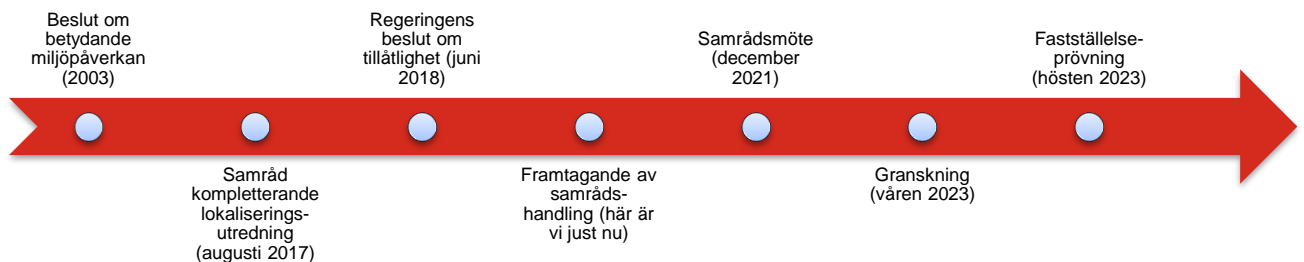 Beslut om
betydande
miljöpåverkan
(2003)
Samråd
kompletterande
lokaliserings-
utredning
(augusti 2017)
Regeringens
beslut om
tillåtlighet (juni
2018)
Framtagande av
samråds-
handling (här är
vi just nu)
Samrådsmöte
(december
2021)
Granskning
(våren 2023)
Fastställelse-
prövning
(hösten 2023)